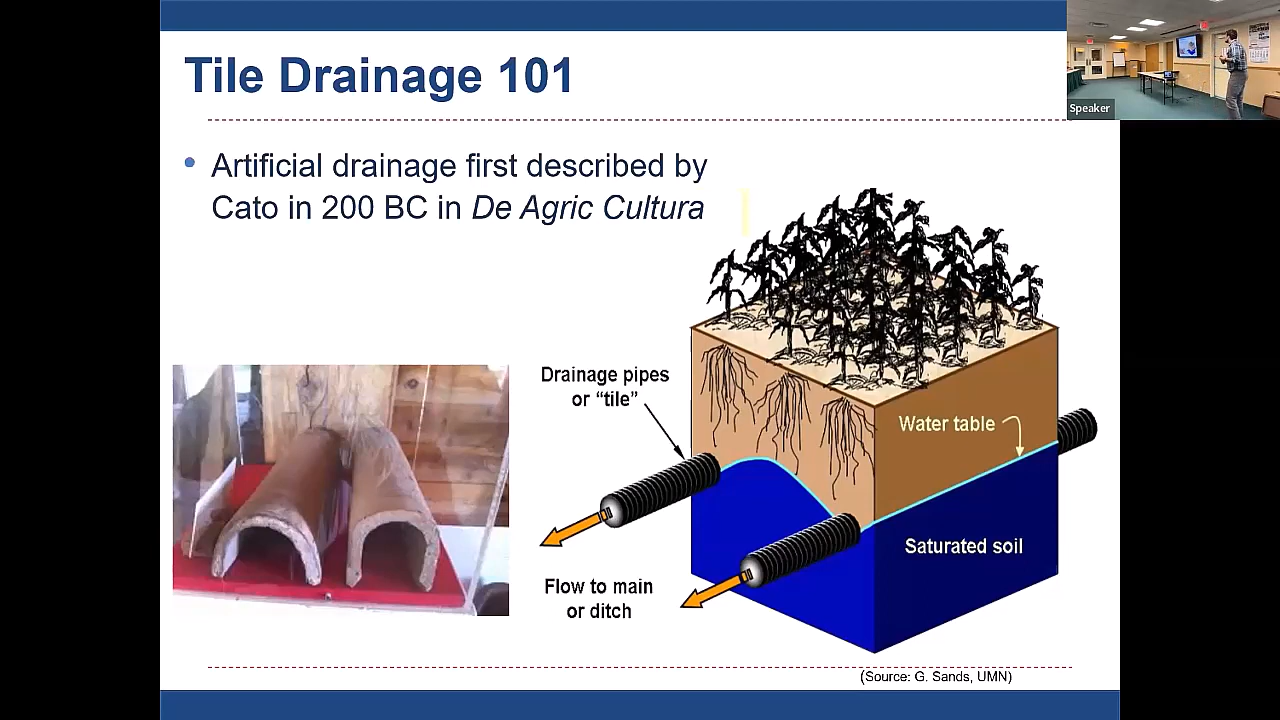 Tile Drainage 101
Speaker
• Artificial drainage first described by
Cato in 200 BC in De Agric Cultura
Drainage pipes
or “tile”
Water table
Saturated soil
Flow to main
or ditch
(Source: G. Sands, UMN)